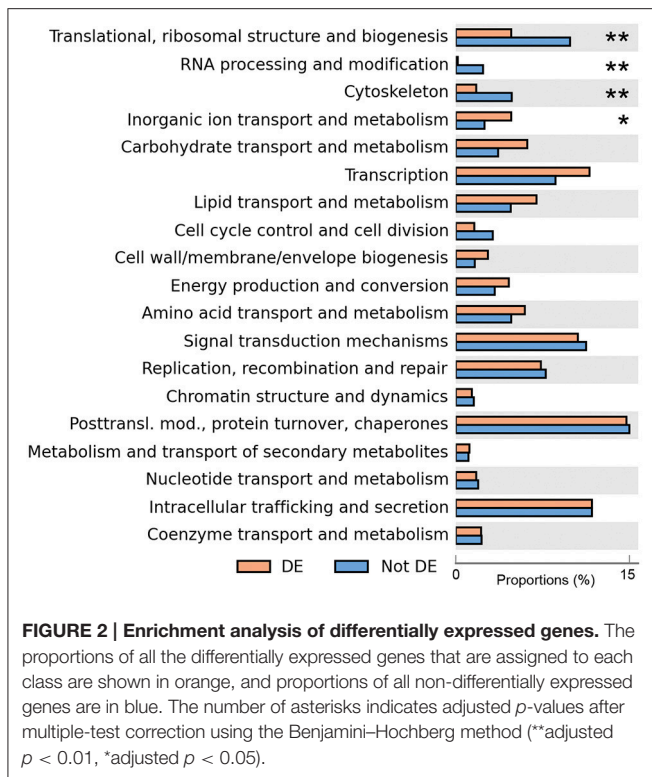 Translational, ribosomal structure and biogenesis **
RNA processing and modification **
Cytoskeleton **
Inorganic ion transport and metabolism *
Carbohydrate transport and metabolism
Transcription
Lipid transport and metabolism
Cell cycle control and cell division
Cell wall/membrane/envelope biogenesis
Energy production and conversion
Amino acid transport and metabolism
Signal transduction mechanisms
Replication, recombination and repair
Chromatin structure and dynamics
Posttransl. mod., protein turnover, chaperones
Metabolism and transport of secondary metabolites
Nucleotide transport and metabolism
Intracellular trafficking and secretion
Coenzyme transport and metabolism
DE Not DE 0 Proportions (%) 15
FIGURE 2 | Enrichment analysis of differentially expressed genes. The
proportions of all the differentially expressed genes that are assigned to each
class are shown in orange, and proportions of all non-differentially expressed
genes are in blue. The number of asterisks indicates adjusted p-values after
multiple-test correction using the Benjamini–Hochberg method (**adjusted
p < 0.01, *adjusted p < 0.05).